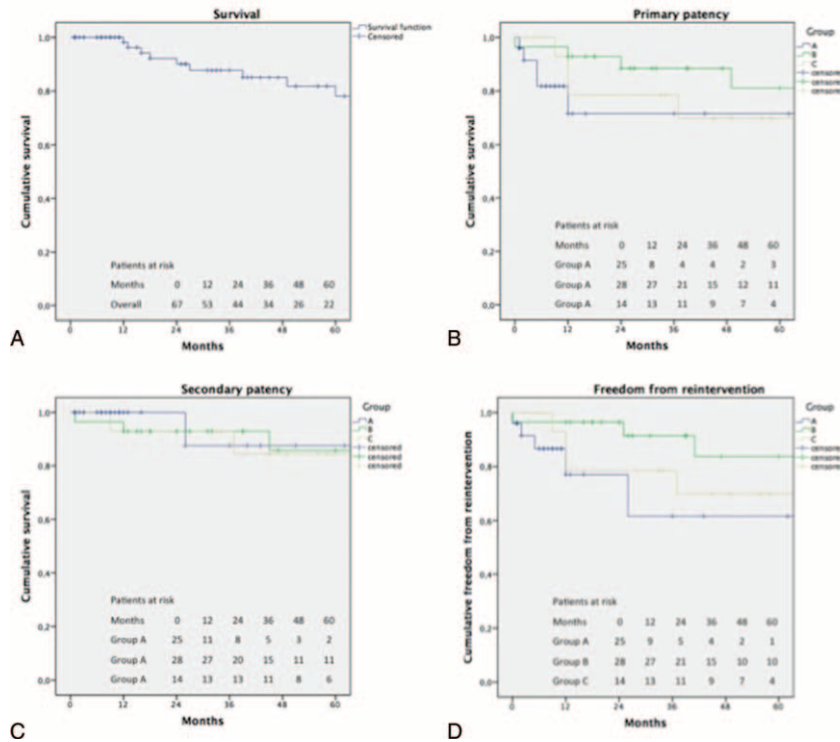 Survival
Survival function
Censored
1,0
0,8
0,6
0,4
0,2
0,0
Cumulative survival
Patients at risk
Months 0 12 24 36 48 60
Overall 67 53 44 34 26 22
0 12 24 36 48 60
Months
A
Primary patency
Group
A
B
C
censored
censored
censored
1,0
0,8
0,6
0,4
0,2
0,0
Cumulative survival
Patients at risk
Months 0 12 24 36 48 60
Group A 25 8 4 4 2 3
Group A 28 27 21 15 12 11
Group A 14 13 11 9 7 4
0 12 24 36 48 60
Months
B
Secondary patency
Group
A
B
C
censored
censored
censored
1,0
0,8
0,6
0,4
0,2
0,0
Cumulative survival
Patients at risk
Months 0 12 24 36 48 60
Group A 25 11 8 5 3 2
Group A 28 27 20 15 11 11
Group A 14 13 13 11 8 6
0 12 24 36 48 60
Months
C
Freedom from reintervention
Group
A
B
C
censore
censore
censore
1,0
0,8
0,6
0,4
0,2
0,0
Cumulative freedom from reintervention
Patients at risk
Months 0 12 24 36 48 60
Group A 25 9 5 4 2 1
Group B 28 27 21 15 10 10
Group C 14 13 11 9 7 4
0 12 24 36 48 60
Months
D